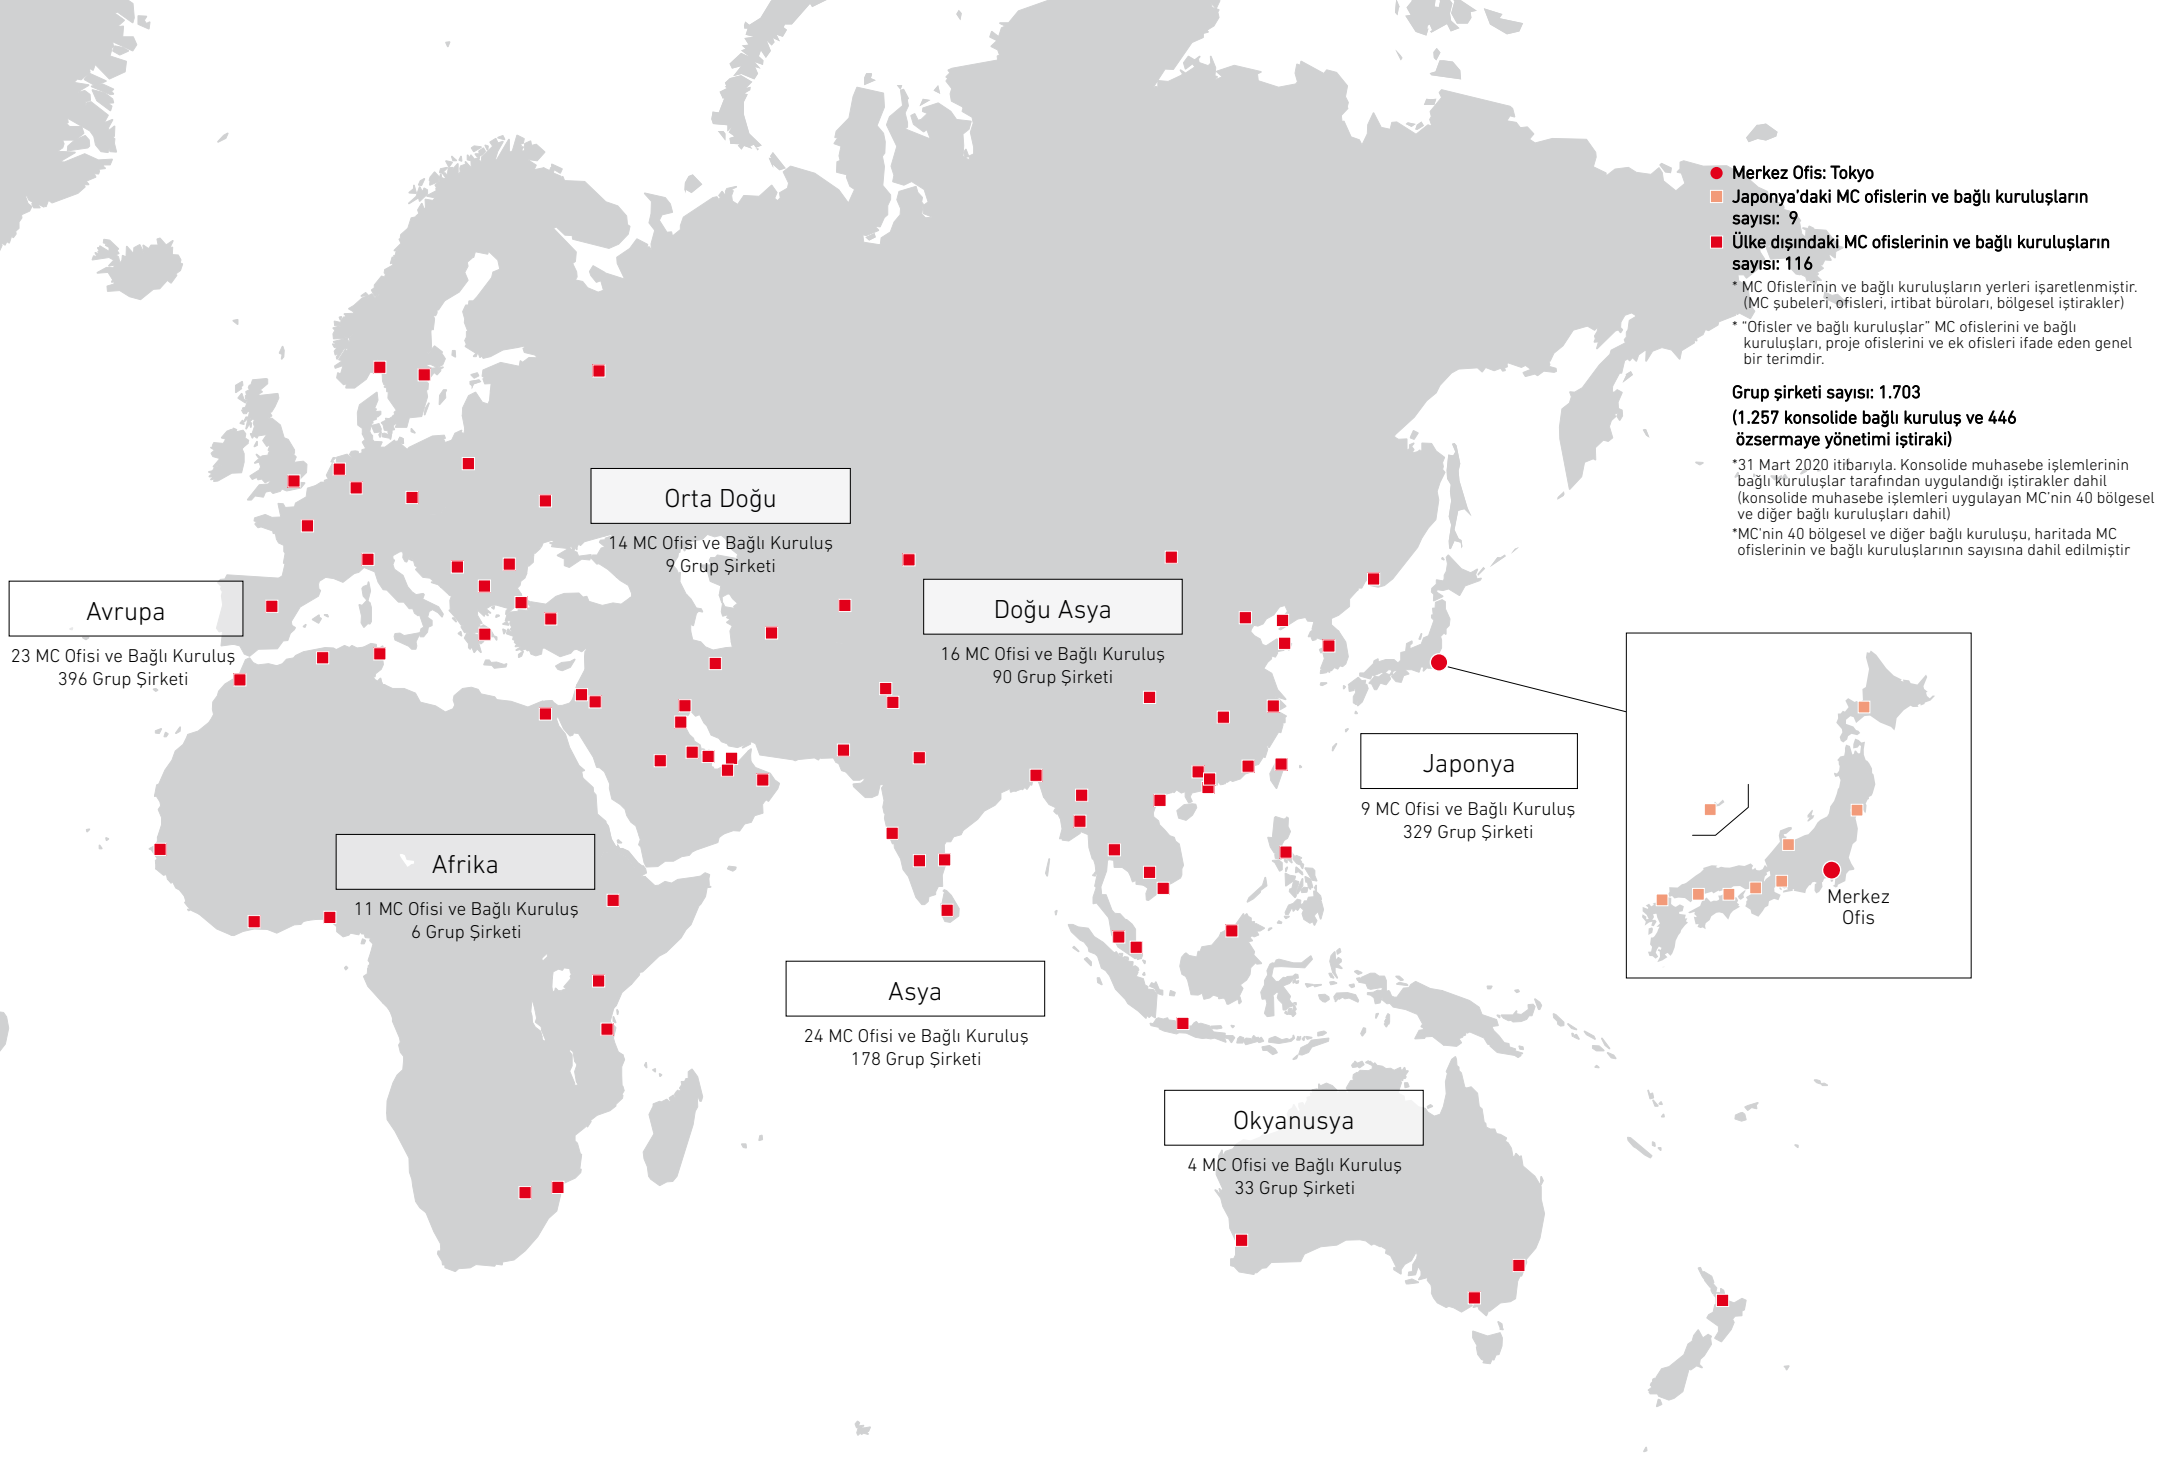 Merkez Ofis: Tokyo
Japonya'daki MC ofislerin ve bağlı kuruluşların
sayısı: 9
Ülke dışındaki MC ofislerinin ve bağlı kuruluşların
sayısı: 116
* MC Ofislerinin ve bağlı kuruluşların yerleri işaretlenmiştir.
(MC şubeleri, ofisleri, irtibat büroları, bölgesel iştirakler)
* "Ofisler ve bağlı kuruluşlar" MC ofislerini ve bağlı
kuruluşları, proje ofislerini ve ek ofisleri ifade eden genel
bir terimdir.
Grup şirketi sayısı: 1.703
(1.257 konsolide bağlı kuruluş ve 446
özsermaye yönetimi iştiraki)
*31 Mart 2020 itibarıyla. Konsolide muhasebe işlemlerinin
bağlı kuruluşlar tarafından uygulandığı iştirakler dahil
(konsolide muhasebe işlemleri uygulayan MC'nin 40 bölgesel
ve diğer bağlı kuruluşları dahil)
*MC'nin 40 bölgesel ve diğer bağlı kuruluşu, haritada MC
ofislerinin ve bağlı kuruluşlarının sayısına dahil edilmiştir
Orta Doğu
14 MC Ofisi ve Bağlı Kuruluş
9 Grup Şirketi
Avrupa
23 MC Ofisi ve Bağlı Kuruluş
396 Grup Şirketi
Doğu Asya
16 MC Ofisi ve Bağlı Kuruluş
90 Grup Şirketi
Japonya
9 MC Ofisi ve Bağlı Kuruluş
329 Grup Şirketi
Merkez
Ofis
Afrika
11 MC Ofisi ve Bağlı Kuruluş
6 Grup Şirketi
Asya
24 MC Ofisi ve Bağlı Kuruluş
178 Grup Şirketi
Okyanusya
4 MC Ofisi ve Bağlı Kuruluş
33 Grup Şirketi